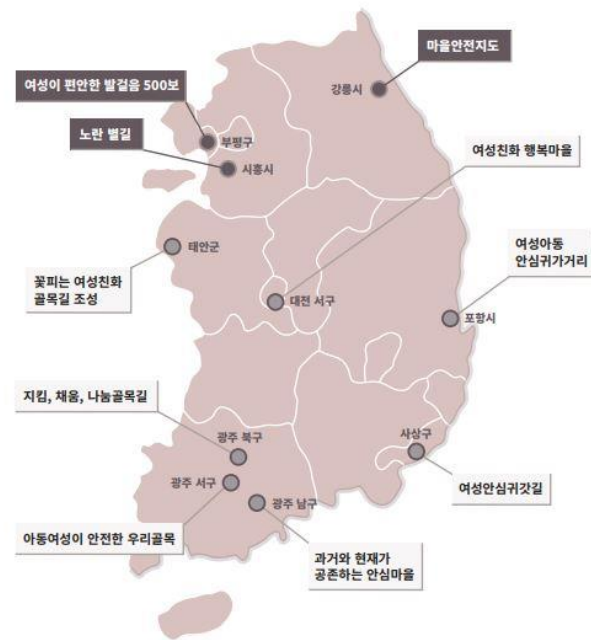 마을안전지도
강릉시
여성이 편안한 발걸음 500보
노란 별길
부평구
시흥시
여성친화 행복마을
태안군
여성아동
안심귀가거리
꽃피는 여성친화
골목길 조성
대전 서구
포항시
지킴, 채움, 나눔골목길
광주 북구
사상구
광주 서구
여성안심귀갓길
광주 남구
아동여성이 안전한 우리골목
과거와 현재가
공존하는 안심마을